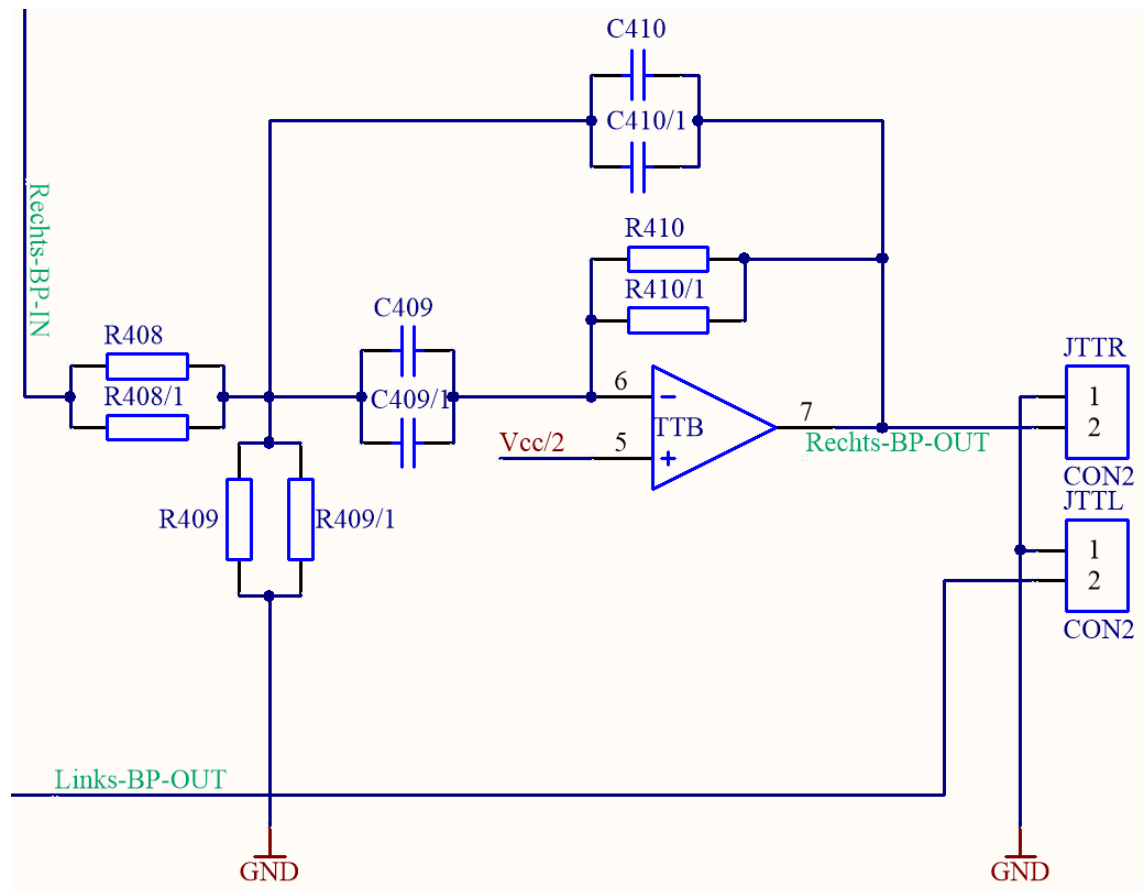 C410
C410/1
Rechts-BP-IN
R410
R410/1
C409
R408
JTTR
6
1
R408/1
C409/1
7
2
TTB
Vcc/2
5
Rechts-BP-OUT
CON2
JTTL
R409
R409/1
1
2
CON2
Links-BP-OUT
GND
GND